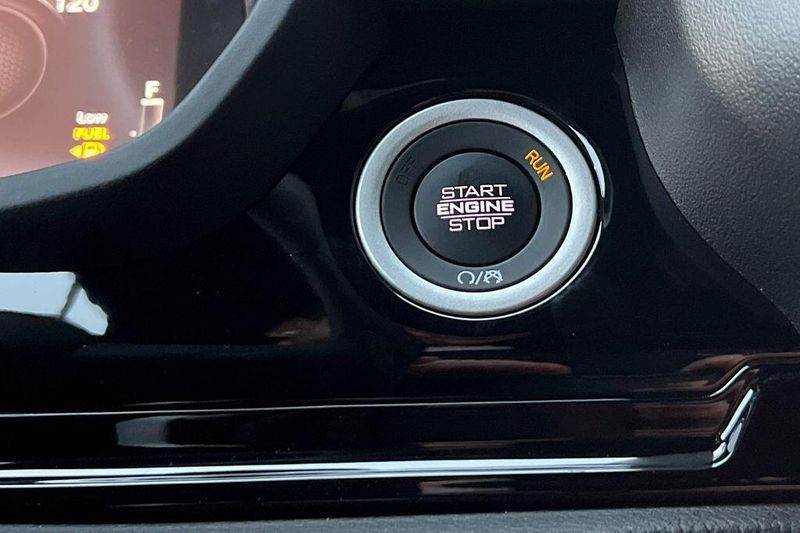 120
F
Low
FUEL
OFF
RUN
START
ENGINE
STOP